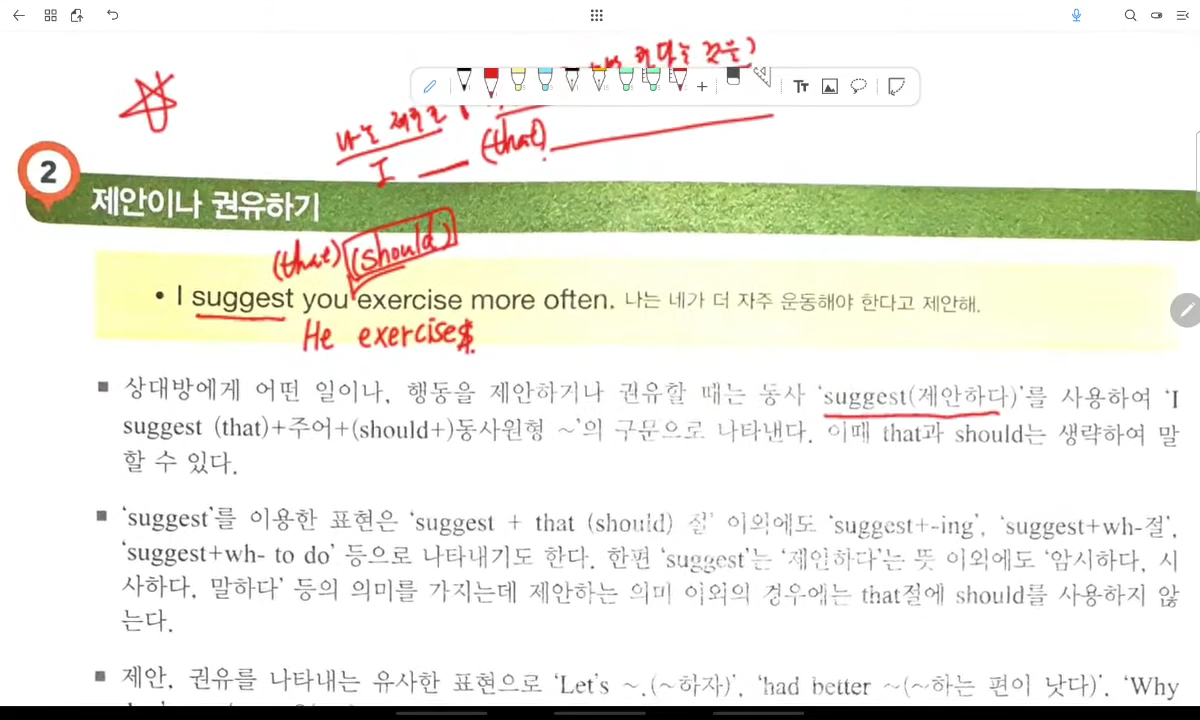 것은)
나는 제안한
I (that)
2
제안이나 권유하기
(that) (should)
• I suggest you exercise more often. 나는 네가 더 자주 운동해야 한다고 제안해.
He exercises.
■ 상대방에게 어떤 일이나, 행동을 제안하거나 권유할 때는 동사 'suggest(제안하다)'를 사용하여 'I
suggest (that)+주어+(should+)동사원형 ~'의 구문으로 나타낸다. 이때 that과 should는 생략하여 말
할 수 있다.
■ 'suggest'를 이용한 표현은 'suggest + that (should) 절' 이외에도 'suggest+-ing', 'suggest+wh-절',
'suggest+wh- to do' 등으로 나타내기도 한다. 한편 'suggest'는 '제안하다'는 뜻 이외에도 '암시하다, 시
사하다, 말하다' 등의 의미를 가지는데 제안하는 의미 이외의 경우에는 that절에 should를 사용하지 않
는다.
■ 제안, 권유를 나타내는 유사한 표현으로 'Let's ~.(~하자)', 'had better ~(~하는 편이 낫다)', 'Why